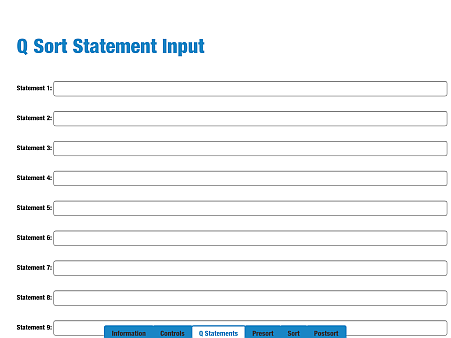 Q Sort Statement Input
Statement 1:
Statement 2:
Statement 3:
Statement 4:
Statement 5:
Statement 6:
Statement 7:
Statement 8:
Statement 9:
Information Controls Q Statements Presort Sort Postsort